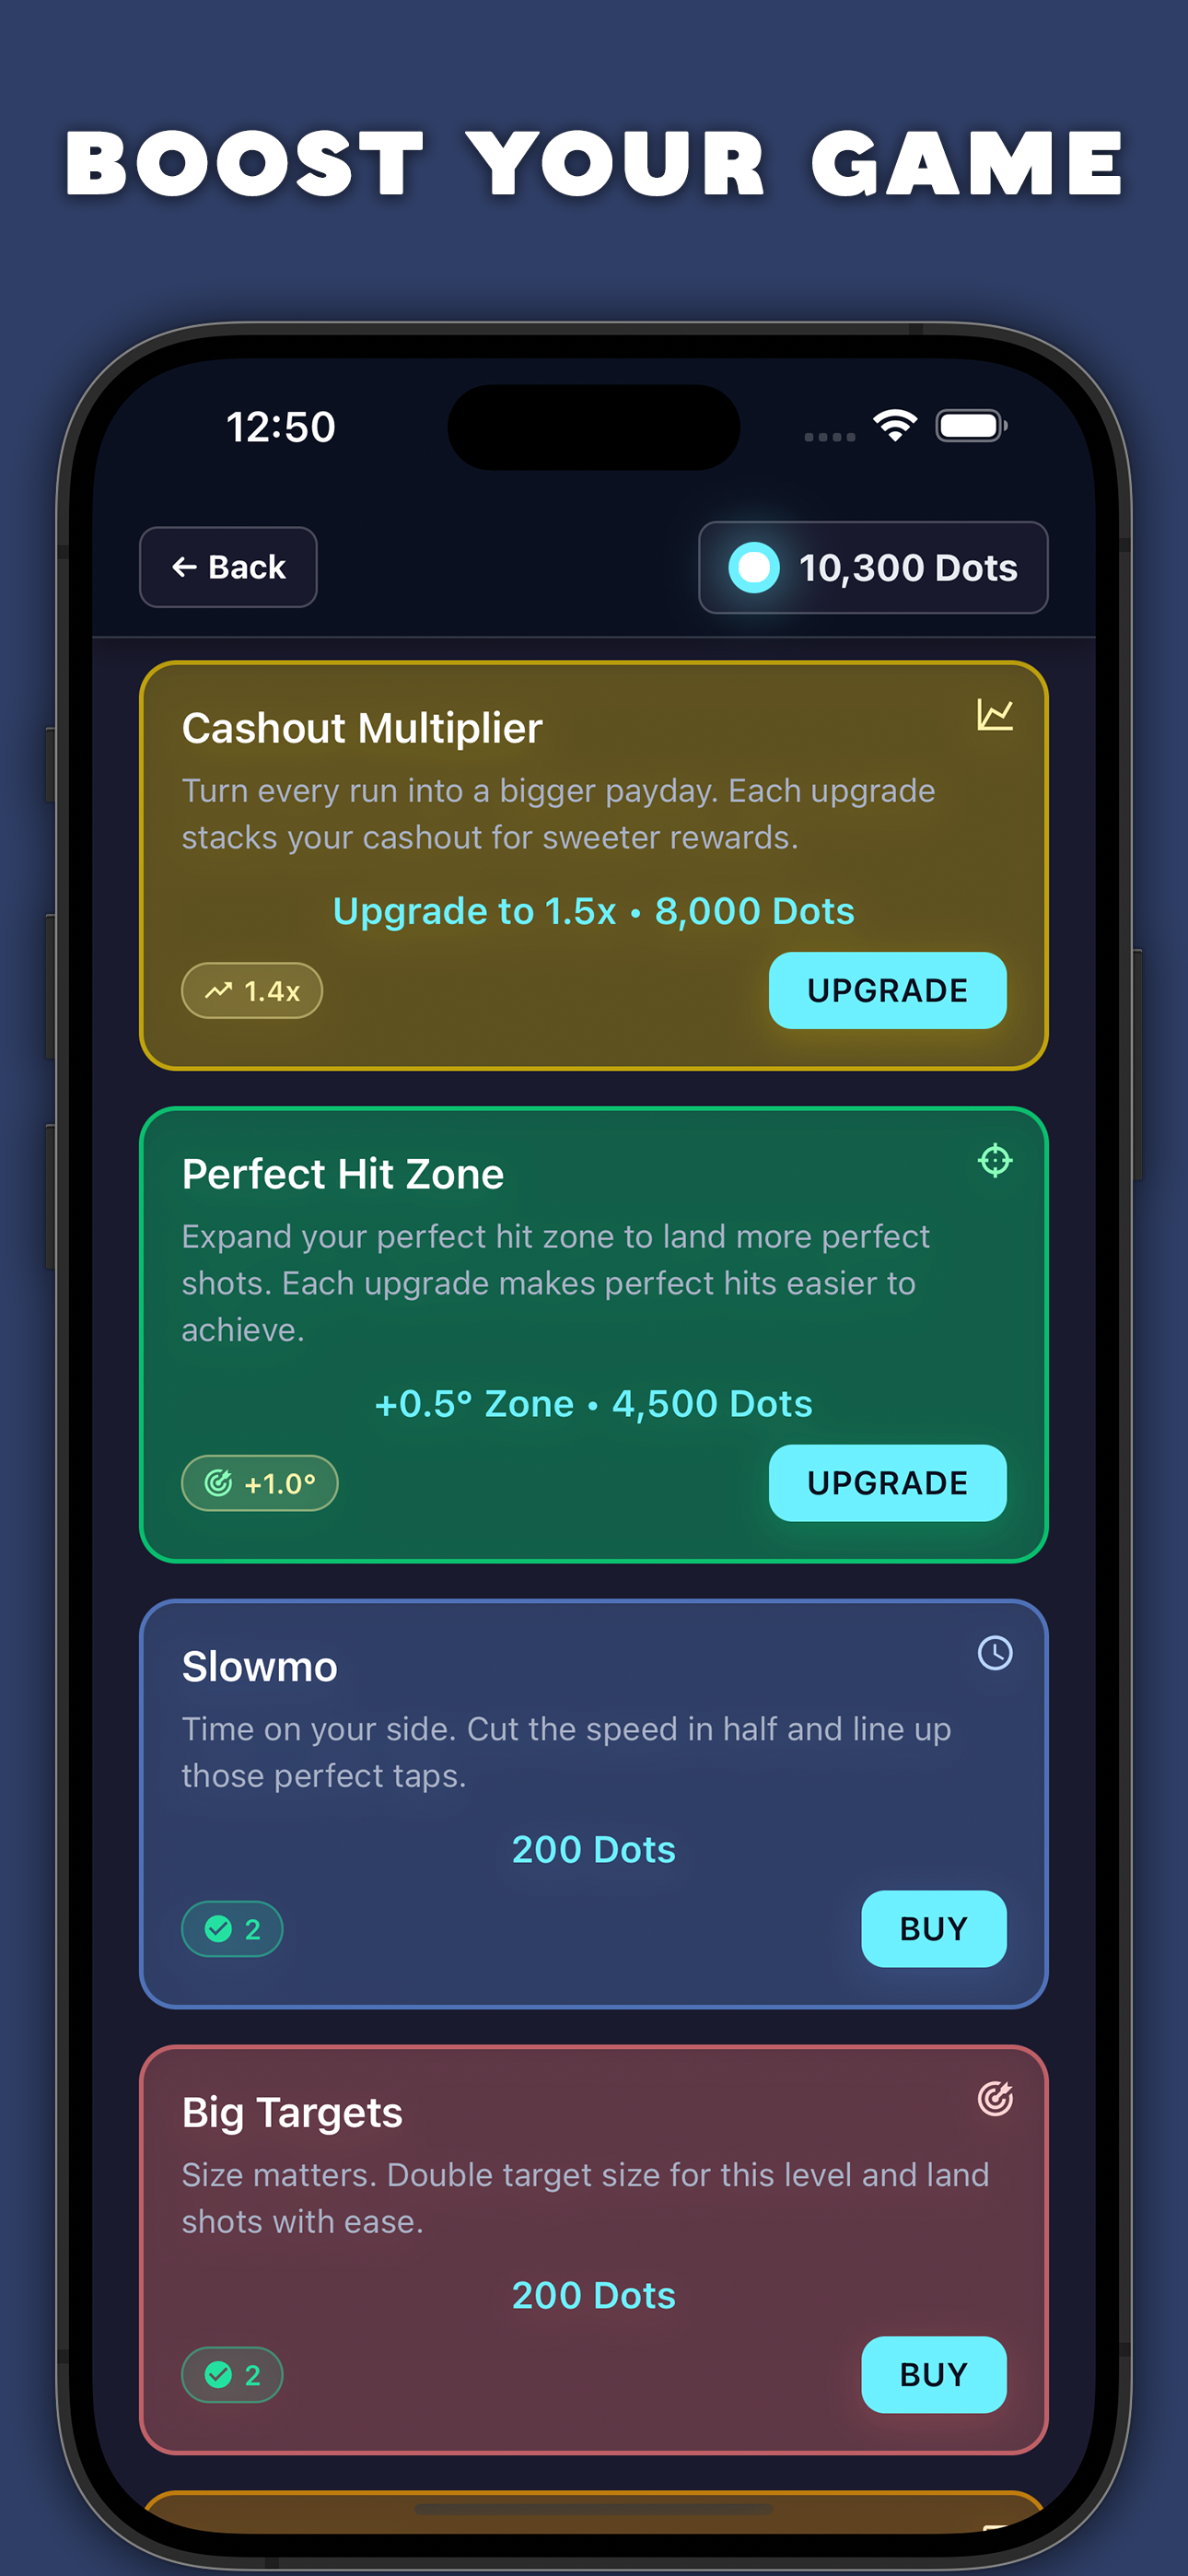 BOOST YOUR GAME
12:50
← Back
10,300 Dots
Cashout Multiplier
Turn every run into a bigger payday. Each upgrade
stacks your cashout for sweeter rewards.
Upgrade to 1.5x • 8,000 Dots
1.4x
UPGRADE
Perfect Hit Zone
Expand your perfect hit zone to land more perfect
shots. Each upgrade makes perfect hits easier to
achieve.
+0.5° Zone • 4,500 Dots
+1.0°
UPGRADE
Slowmo
Time on your side. Cut the speed in half and line up
those perfect taps.
200 Dots
2
BUY
Big Targets
Size matters. Double target size for this level and land
shots with ease.
200 Dots
2
BUY